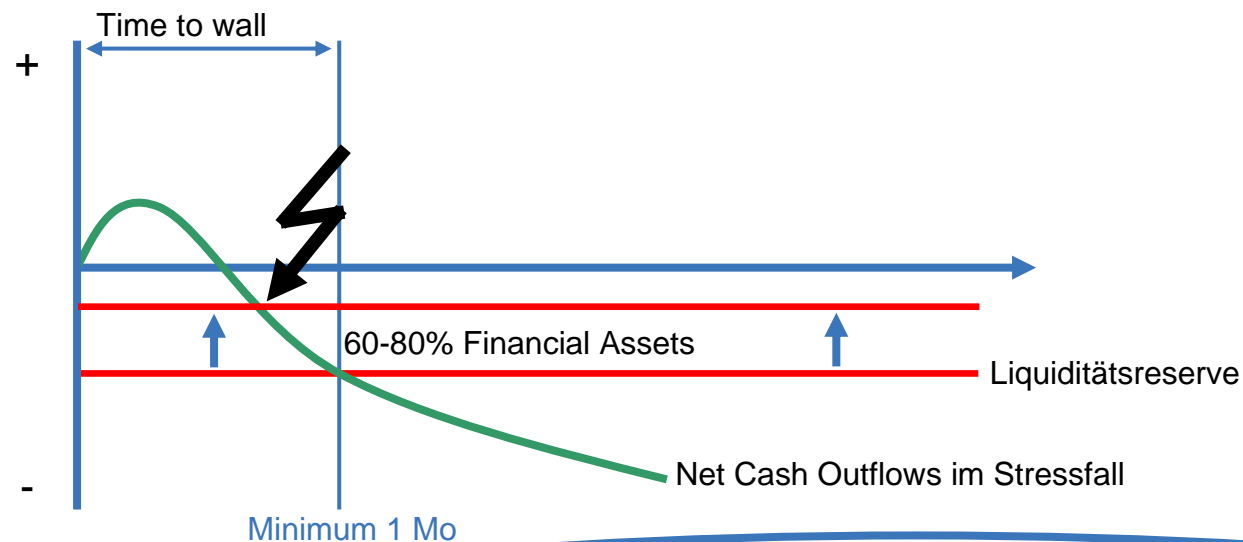 Time to wall
+
60-80% Financial Assets
Liquiditätsreserve
Net Cash Outflows im Stressfall
-
Minimum 1 Mo